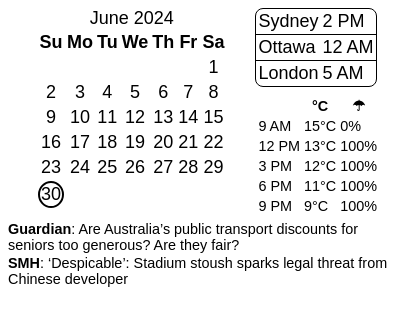 June 2024
Su Mo Tu We Th Fr Sa
1
2 3 4 5 6 7 8
9 10 11 12 13 14 15
16 17 18 19 20 21 22
23 24 25 26 27 28 29
30
Sydney 2 PM
Ottawa 12 AM
London 5 AM
°C ☂
9 AM 15°C 0%
12 PM 13°C 100%
3 PM 12°C 100%
6 PM 11°C 100%
9 PM 9°C 100%
Guardian: Are Australia’s public transport discounts for
seniors too generous? Are they fair?
SMH: ‘Despicable’: Stadium stoush sparks legal threat from
Chinese developer